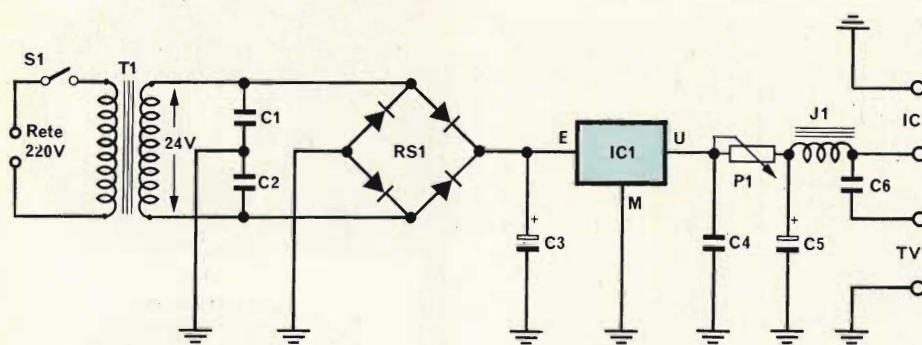 S1
T1
Rete
220V
24V
C1
C2
RS1
E
IC1
U
M
+
C3
C4
P1
+
C5
J1
C6
IC
TV